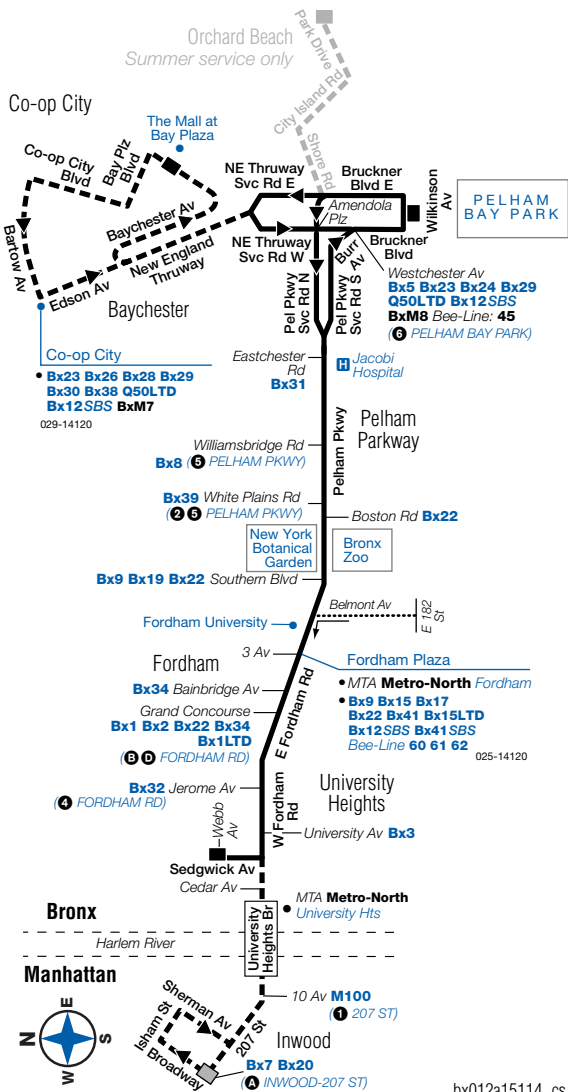 Orchard Beach
Summer service only
Park Drive
City Island Rd
Shore Rd
Co-op City
The Mall at
Bay Plaza
Co-op City
Blvd
Bay Plz
Blvd
NE Thruway
Svc Rd E
Bruckner
Blvd E
Amendola
Plz
Wilkinson
Av
PELHAM
BAY PARK
Baychester Av
Bartow Av
Edson Av
New England
Thruway
NE Thruway
Svc Rd W
Burr
Av
Bruckner
Blvd
Baychester
Pel Pkwy
Svc Rd N
Pel Pkwy
Svc Rd S
Westchester Av
Bx5 Bx23 Bx24 Bx29
Q50LTD Bx12SBS
BxM8 Bee-Line: 45
(6 PELHAM BAY PARK)
Co-op City
• Bx23 Bx26 Bx28 Bx29
Bx30 Bx38 Q50LTD
Bx12SBS BxM7
029-14120
Eastchester
Rd
Bx31
H Jacobi
Hospital
Pelham
Parkway
Pelham Pkwy
Williamsbridge Rd
Bx8 (5 PELHAM PKWY)
Bx39 White Plains Rd
(2 5 PELHAM PKWY)
Boston Rd Bx22
New York
Botanical
Garden
Bronx
Zoo
Bx9 Bx19 Bx22 Southern Blvd
Belmont Av
E 182
St
Fordham University
3 Av
Fordham
Fordham Plaza
• MTA Metro-North Fordham
• Bx9 Bx15 Bx17
Bx22 Bx41 Bx15LTD
Bx12SBS Bx41SBS
Bee-Line 60 61 62
025-14120
Bx34 Bainbridge Av
Grand Concourse
Bx1 Bx2 Bx22 Bx34
Bx1LTD
(B D FORDHAM RD)
E Fordham Rd
Bx32 Jerome Av
(4 FORDHAM RD)
University
Heights
Webb
Av
W Fordham
Rd
University Av Bx3
Sedgwick Av
Cedar Av
• MTA Metro-North
University Hts
Bronx
Harlem River
University
Heights Br
Manhattan
10 Av M100
(1 207 ST)
Sherman Av
Isham St
207 St
Broadway
Inwood
Bx7 Bx20
(A INWOOD-207 ST)
N
E
S
W
bx012a15114_cs